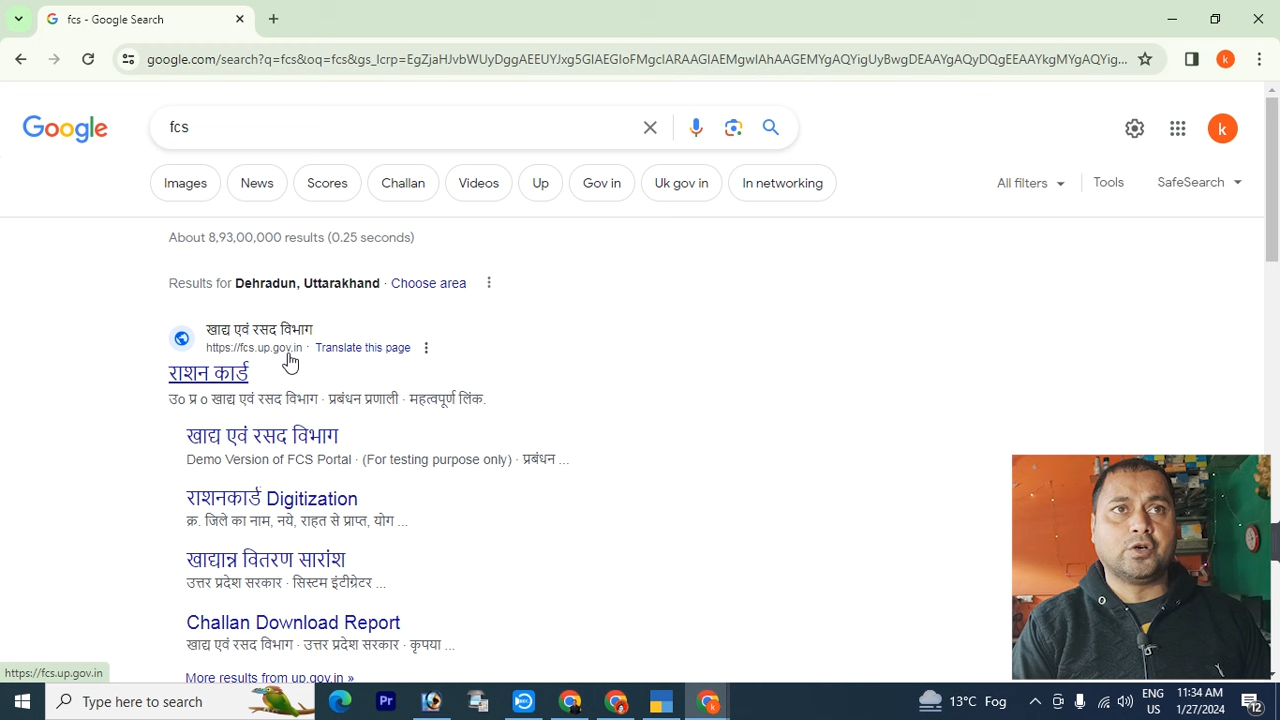 fcs - Google Search
google.com/search?q=fcs&oq=fcs&gs_lcrp=EgZjaHJvbWUyDggAEEUYJxg5GIAEGIoFMgcIARAAGIAEMgwIAhAAGEMYgAQYigUyBwgDEAAYgAQyDQgEEAAYkgMYgAQYig...
k
Google
fcs
k
Images
News
Scores
Challan
Videos
Up
Gov in
Uk gov in
In networking
All filters
Tools
SafeSearch
About 8,93,00,000 results (0.25 seconds)
Results for Dehradun, Uttarakhand · Choose area
खाद्य एवं रसद विभाग
https://fcs.up.gov.in · Translate this page
राशन कार्ड
उ० प्र ० खाद्य एवं रसद विभाग · प्रबंधन प्रणाली · महत्वपूर्ण लिंक.
खाद्य एवं रसद विभाग
Demo Version of FCS Portal · (For testing purpose only) · प्रबंधन ...
राशनकार्ड Digitization
क्र. जिले का नाम, नये, राहत से प्राप्त, योग ...
खाद्यान्न वितरण सारांश
उत्तर प्रदेश सरकार · सिस्टम इंटीग्रेटर ...
Challan Download Report
खाद्य एवं रसद विभाग · उत्तर प्रदेश सरकार · कृपया ...
More results from up.gov.in »
https://fcs.up.gov.in
Type here to search
Pr
13°C Fog
ENG
US
11:34 AM
1/27/2024
12